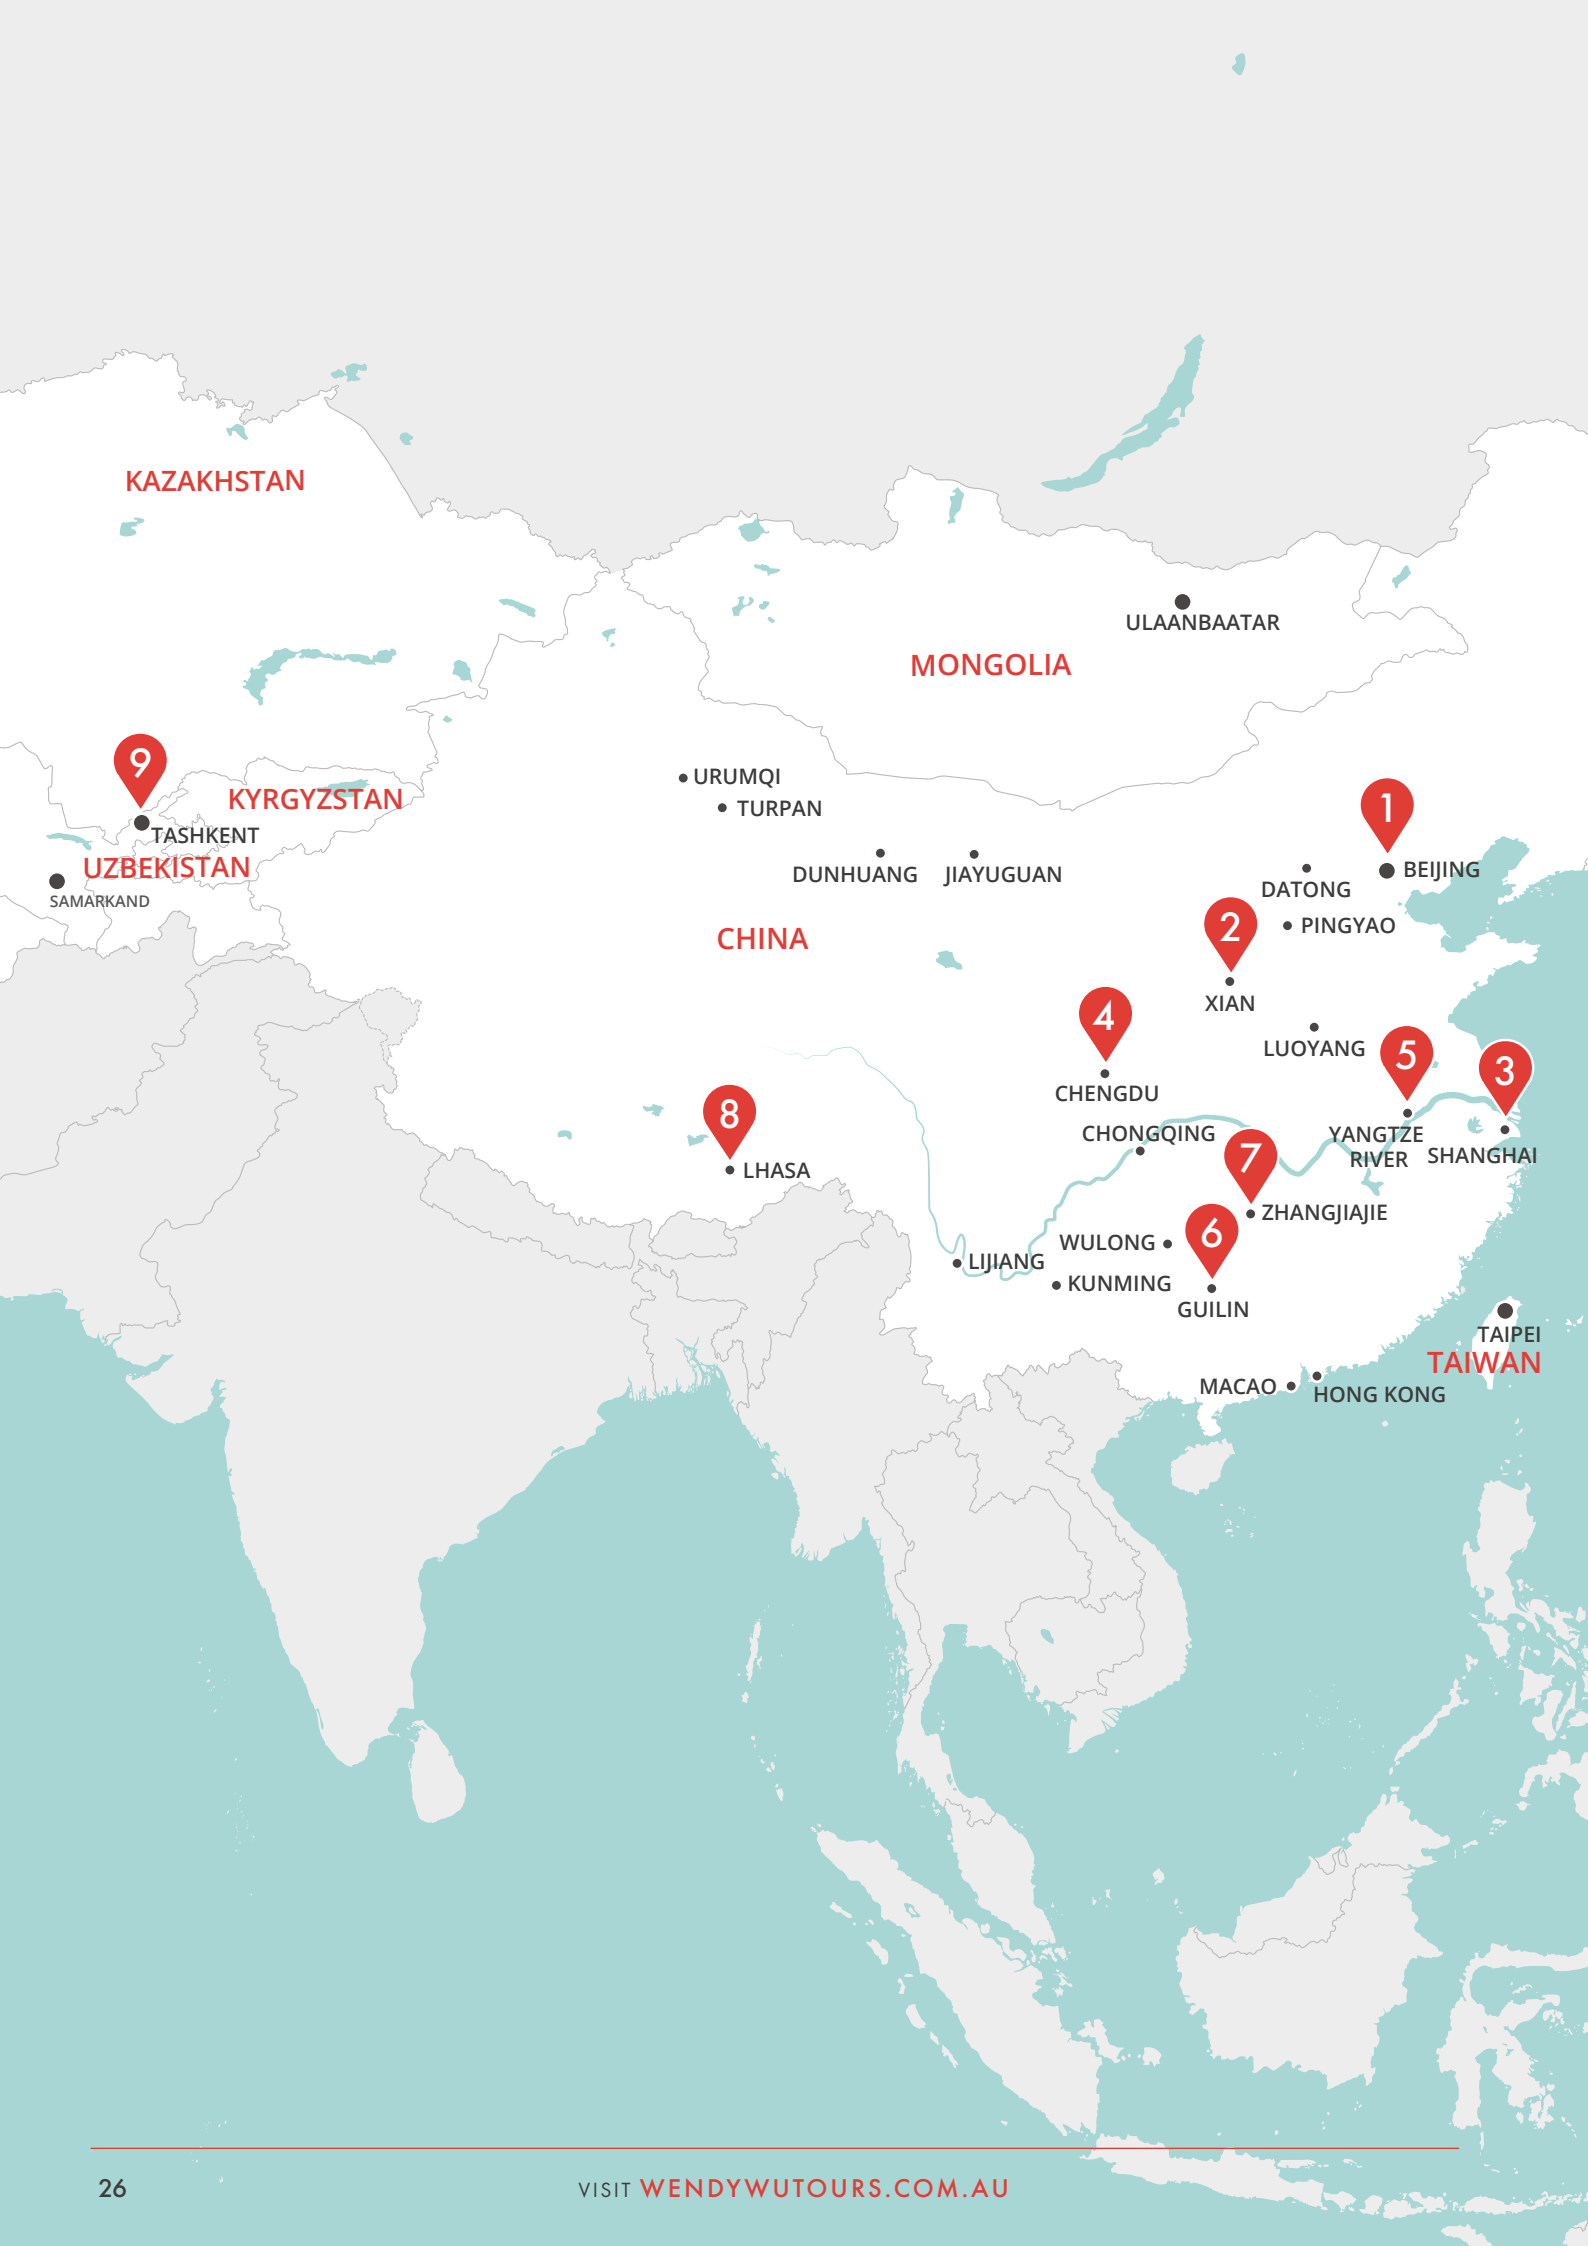 KAZAKHSTAN
ULAANBAATAR
MONGOLIA
9
URUMQI
KYRGYZSTAN
TURPAN
1
TASHKENT
UZBEKISTAN
DUNHUANG
JIAYUGUAN
BEIJING
DATONG
SAMARKAND
2
PINGYAO
CHINA
XIAN
4
LUOYANG
5
3
CHENGDU
8
CHONGQING
YANGTZE
RIVER
SHANGHAI
7
LHASA
ZHANGJIAJIE
6
WULONG
LIJIANG
KUNMING
GUILIN
TAIPEI
TAIWAN
MACAO
HONG KONG
26
VISIT WENDYWUTOURS.COM.AU